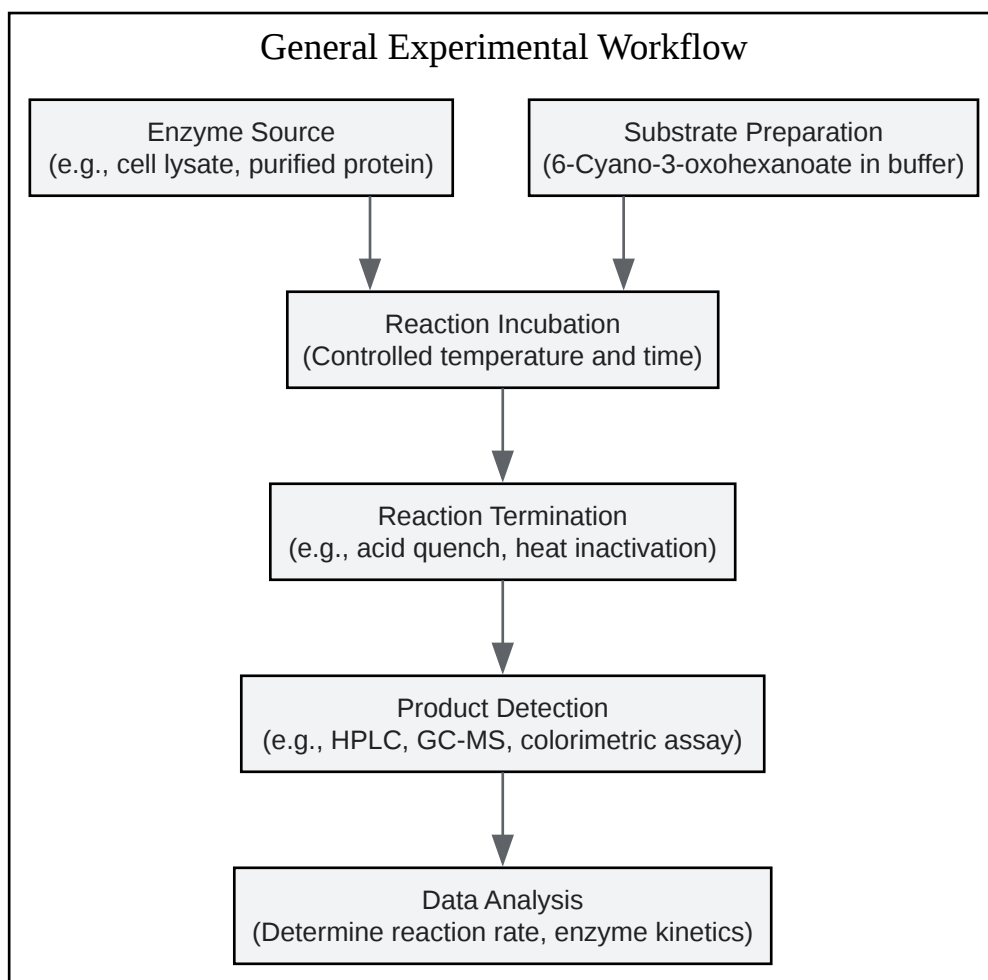 General Experimental Workflow
Enzyme Source
(e.g., cell lysate, purified protein)
Substrate Preparation
(6-Cyano-3-oxohexanoate in buffer)
Reaction Incubation
(Controlled temperature and time)
Reaction Termination
(e.g., acid quench, heat inactivation)
Product Detection
(e.g., HPLC, GC-MS, colorimetric assay)
Data Analysis
(Determine reaction rate, enzyme kinetics)